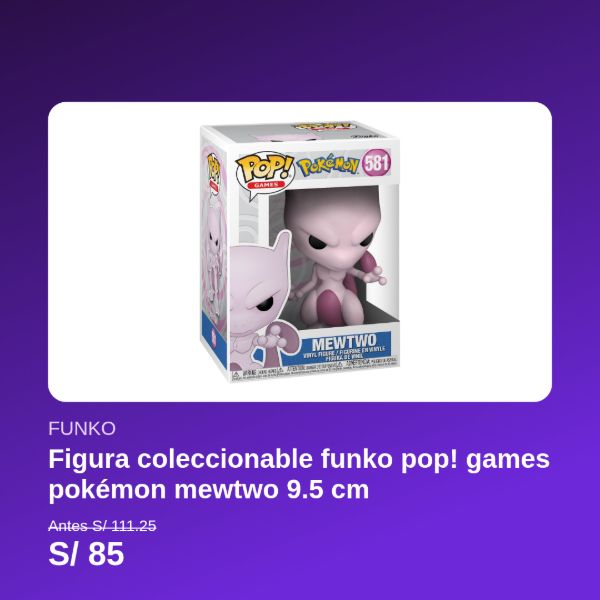 POP!
GAMES
POKÉMON
581
POP!
MEWTWO
VINYL FIGURE / FIGURINE EN VINYLE
FIGURA DE VINIL
FUNKO
Figura coleccionable funko pop! games
pokémon mewtwo 9.5 cm
Antes S/ 111.25
S/ 85